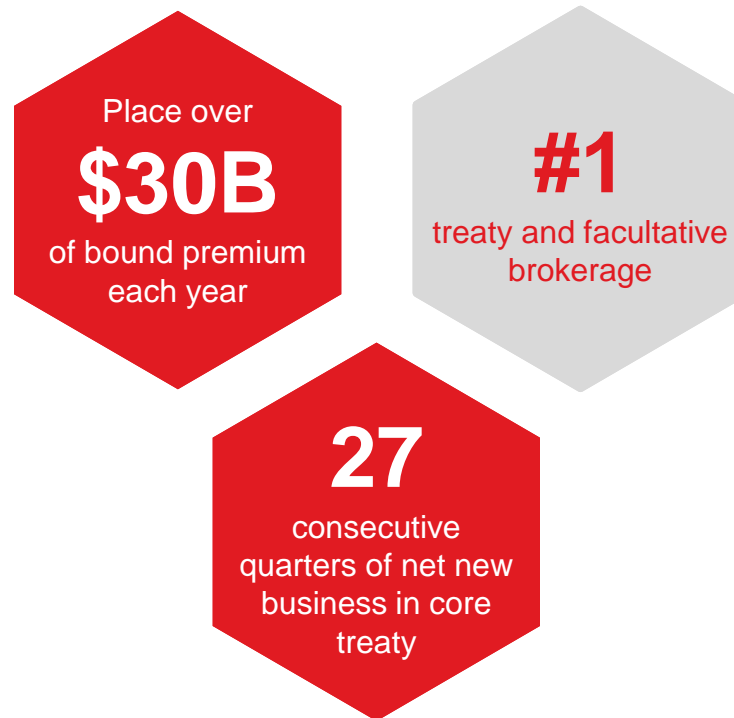 Place over
$30B
of bound premium
each year
#1
treaty and facultative
brokerage
27
consecutive
quarters of net new
business in core
treaty